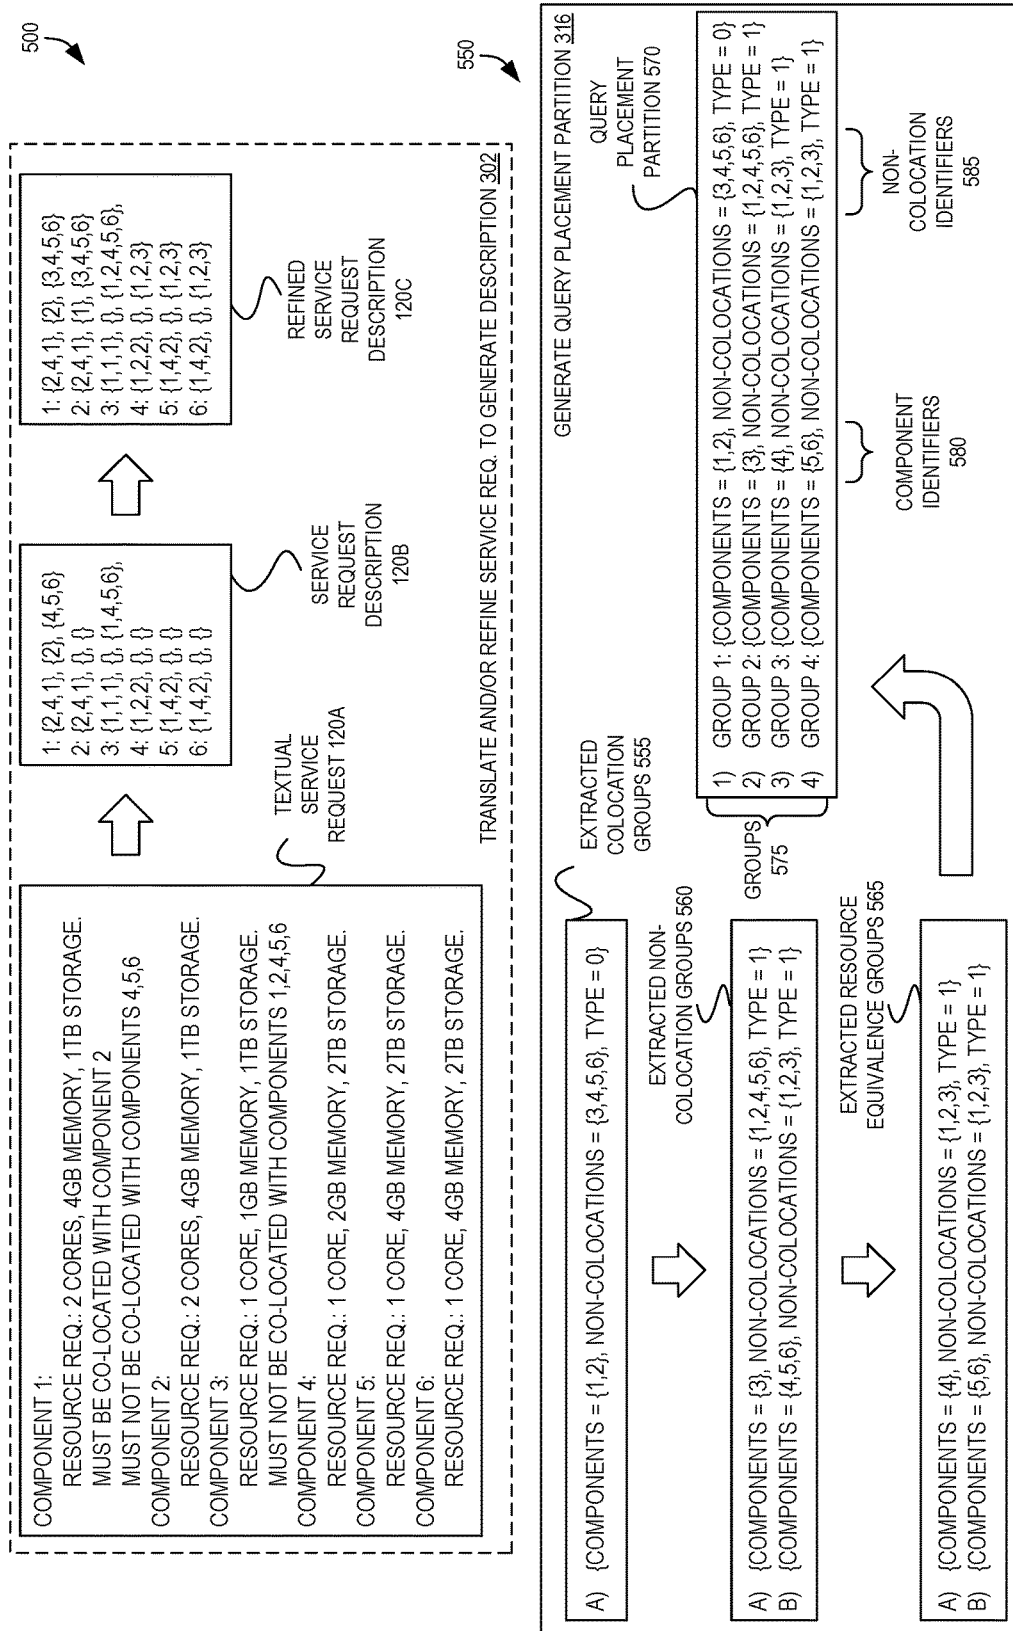 500
COMPONENT 1:
RESOURCE REQ.: 2 CORES, 4GB MEMORY, 1TB STORAGE.
MUST BE CO-LOCATED WITH COMPONENT 2
MUST NOT BE CO-LOCATED WITH COMPONENTS 4,5,6
COMPONENT 2:
RESOURCE REQ.: 2 CORES, 4GB MEMORY, 1TB STORAGE.
COMPONENT 3:
RESOURCE REQ.: 1 CORE, 1GB MEMORY, 1TB STORAGE.
MUST NOT BE CO-LOCATED WITH COMPONENTS 1,2,4,5,6
COMPONENT 4:
RESOURCE REQ.: 1 CORE, 2GB MEMORY, 2TB STORAGE.
COMPONENT 5:
RESOURCE REQ.: 1 CORE, 4GB MEMORY, 2TB STORAGE.
COMPONENT 6:
RESOURCE REQ.: 1 CORE, 4GB MEMORY, 2TB STORAGE.
TEXTUAL
SERVICE
REQUEST 120A
1: {2,4,1}, {2}, {4,5,6}
2: {2,4,1}, {}, {}
3: {1,1,1}, {}, {1,4,5,6},
4: {1,2,2}, {}, {}
5: {1,4,2}, {}, {}
6: {1,4,2}, {}, {}
SERVICE
REQUEST
DESCRIPTION
120B
1: {2,4,1}, {2}, {3,4,5,6}
2: {2,4,1}, {1}, {3,4,5,6}
3: {1,1,1}, {}, {1,2,4,5,6},
4: {1,2,2}, {}, {1,2,3}
5: {1,4,2}, {}, {1,2,3}
6: {1,4,2}, {}, {1,2,3}
REFINED
SERVICE
REQUEST
DESCRIPTION
120C
TRANSLATE AND/OR REFINE SERVICE REQ. TO GENERATE DESCRIPTION 302
550
GENERATE QUERY PLACEMENT PARTITION 316
A) {COMPONENTS = {1,2}, NON-COLOCATIONS = {3,4,5,6}, TYPE = 0}
EXTRACTED
COLOCATION
GROUPS 555
EXTRACTED NON-
COLOCATION GROUPS 560
A) {COMPONENTS = {3}, NON-COLOCATIONS = {1,2,4,5,6}, TYPE = 1}
B) {COMPONENTS = {4,5,6}, NON-COLOCATIONS = {1,2,3}, TYPE = 1}
EXTRACTED RESOURCE
EQUIVALENCE GROUPS 565
A) {COMPONENTS = {4}, NON-COLOCATIONS = {1,2,3}, TYPE = 1}
B) {COMPONENTS = {5,6}, NON-COLOCATIONS = {1,2,3}, TYPE = 1}
QUERY
PLACEMENT
PARTITION 570
1) GROUP 1: {COMPONENTS = {1,2}, NON-COLOCATIONS = {3,4,5,6}, TYPE = 0}
2) GROUP 2: {COMPONENTS = {3}, NON-COLOCATIONS = {1,2,4,5,6}, TYPE = 1}
3) GROUP 3: {COMPONENTS = {4}, NON-COLOCATIONS = {1,2,3}, TYPE = 1}
4) GROUP 4: {COMPONENTS = {5,6}, NON-COLOCATIONS = {1,2,3}, TYPE = 1}
GROUPS
575
COMPONENT
IDENTIFIERS
580
NON-
COLOCATION
IDENTIFIERS
585